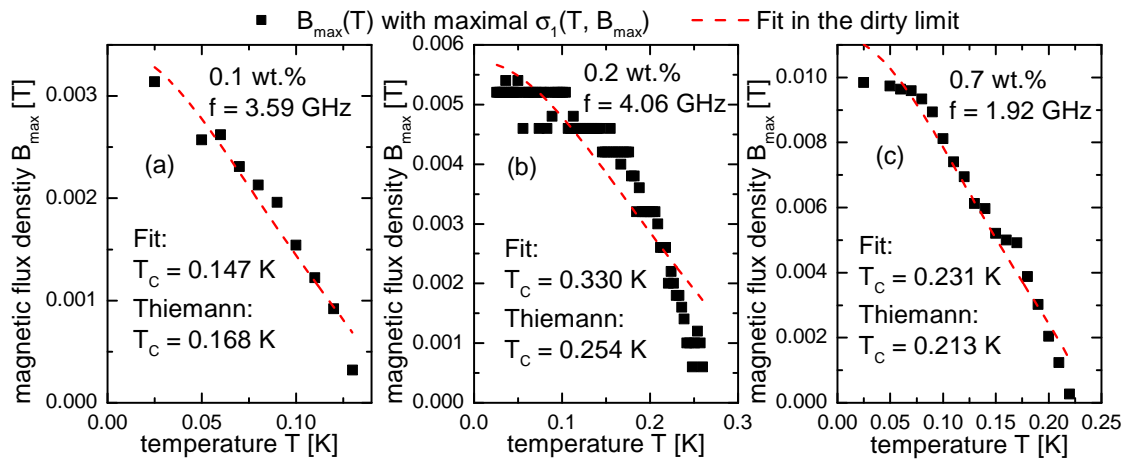 B_max(T) with maximal σ₁(T, B_max)
Fit in the dirty limit
magnetic flux denstiy B_max [T]
0.003
0.002
0.001
0.000
0.1 wt.%
f = 3.59 GHz
(a)
Fit:
T_C = 0.147 K
Thiemann:
T_C = 0.168 K
0.00
0.05
0.10
temperature T [K]
magnetic flux density B_max [T]
0.006
0.005
0.004
0.003
0.002
0.001
0.000
0.2 wt.%
f = 4.06 GHz
(b)
Fit:
T_C = 0.330 K
Thiemann:
T_C = 0.254 K
0.0
0.1
0.2
0.3
temperature T [K]
magnetic flux density B_max [T]
0.010
0.008
0.006
0.004
0.002
0.000
0.7 wt.%
f = 1.92 GHz
(c)
Fit:
T_C = 0.231 K
Thiemann:
T_C = 0.213 K
0.00
0.05
0.10
0.15
0.20
0.25
temperature T [K]